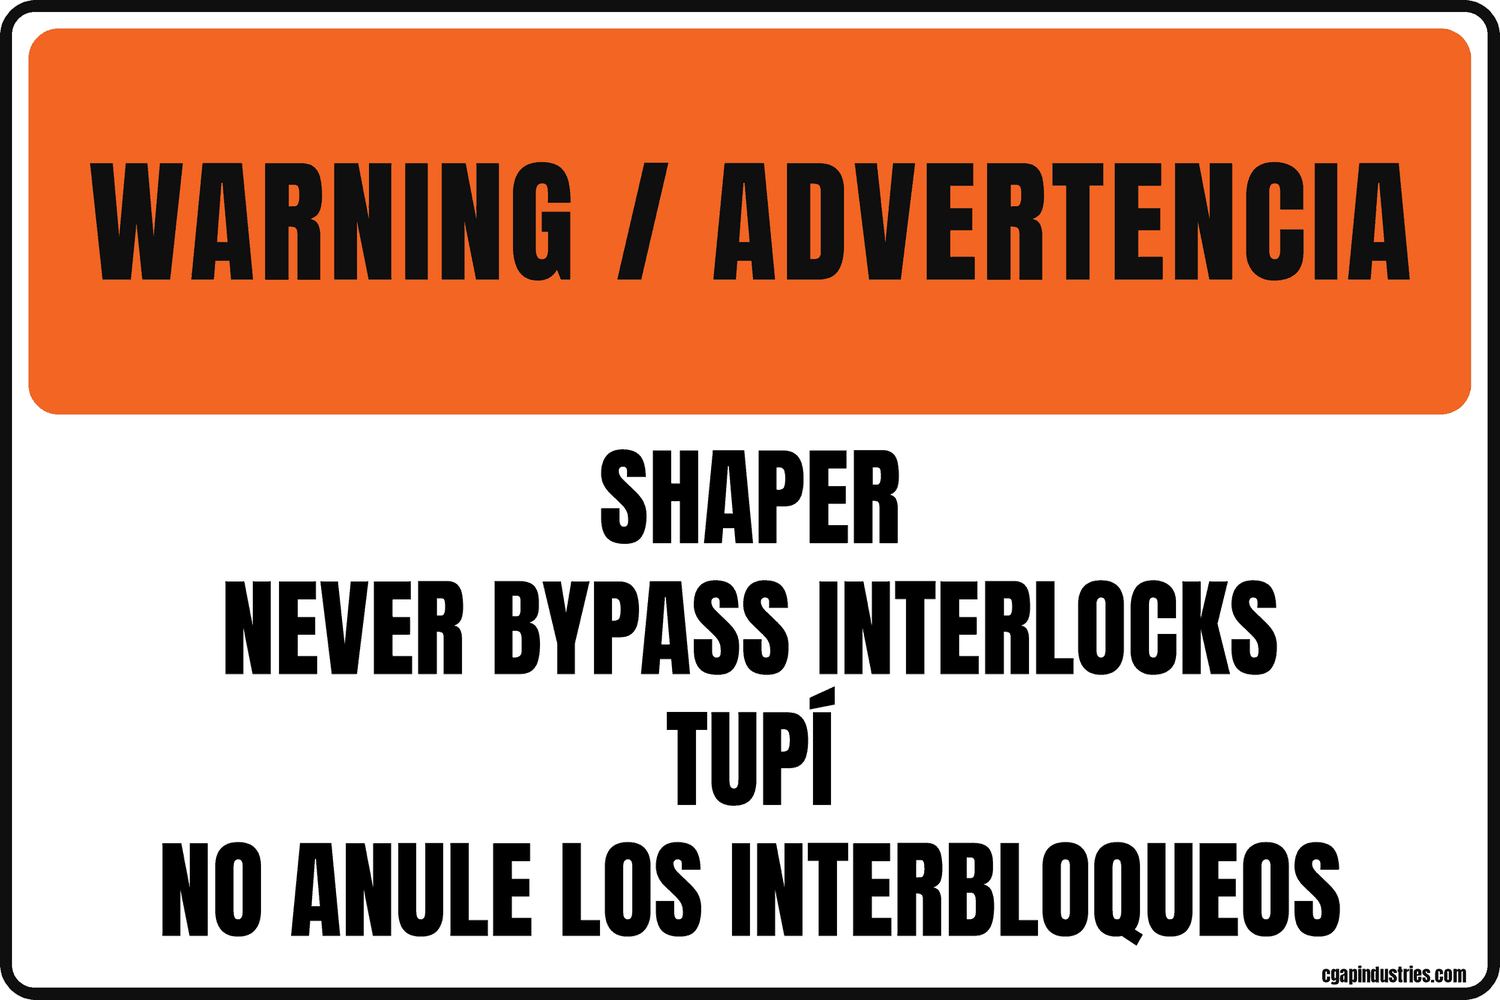 WARNING / ADVERTENCIA
SHAPER
NEVER BYPASS INTERLOCKS
TUPÍ
NO ANULE LOS INTERBLOQUEOS
cgapindustries.com